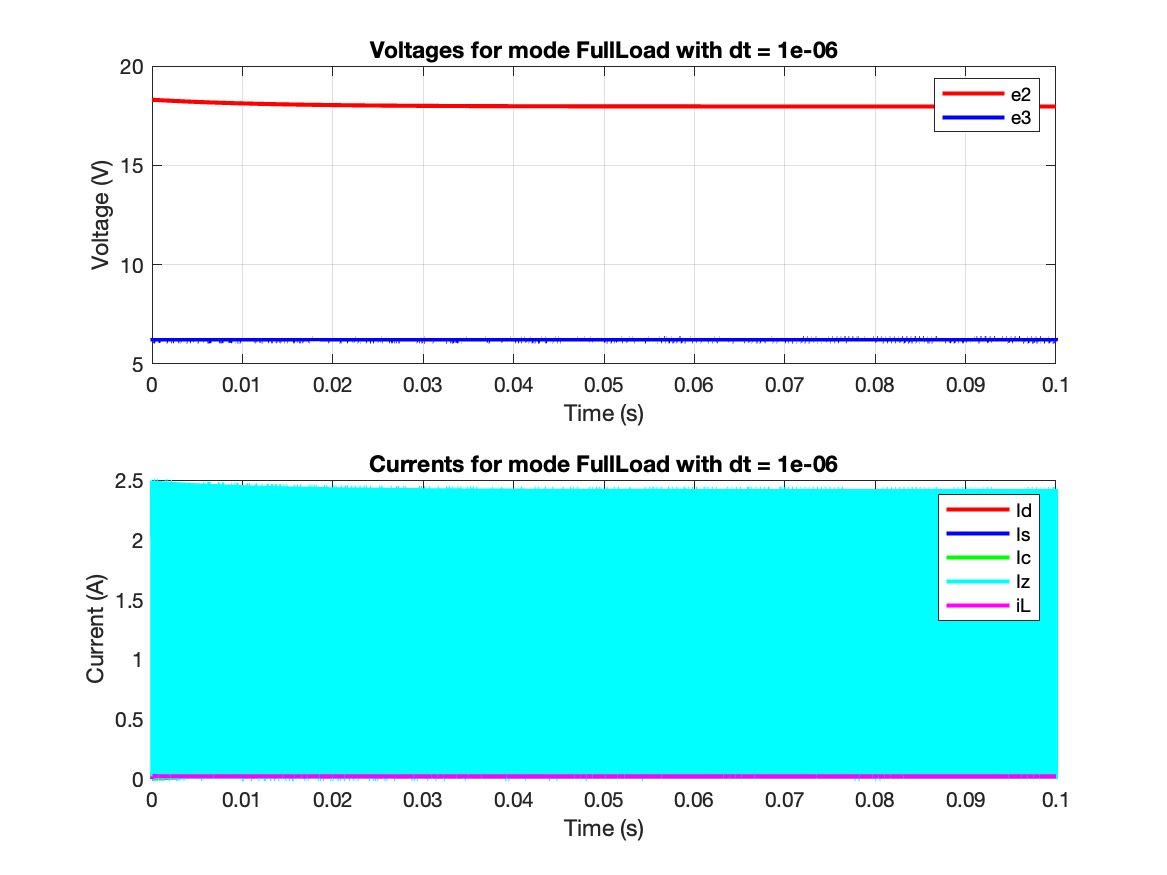 Voltages for mode FullLoad with dt = 1e-06
20
15
10
5
Voltage (V)
e2
e3
0 0.01 0.02 0.03 0.04 0.05 0.06 0.07 0.08 0.09 0.1
Time (s)
Currents for mode FullLoad with dt = 1e-06
2.5
2
1.5
1
0.5
0
Current (A)
Id
Is
Ic
Iz
iL
0 0.01 0.02 0.03 0.04 0.05 0.06 0.07 0.08 0.09 0.1
Time (s)